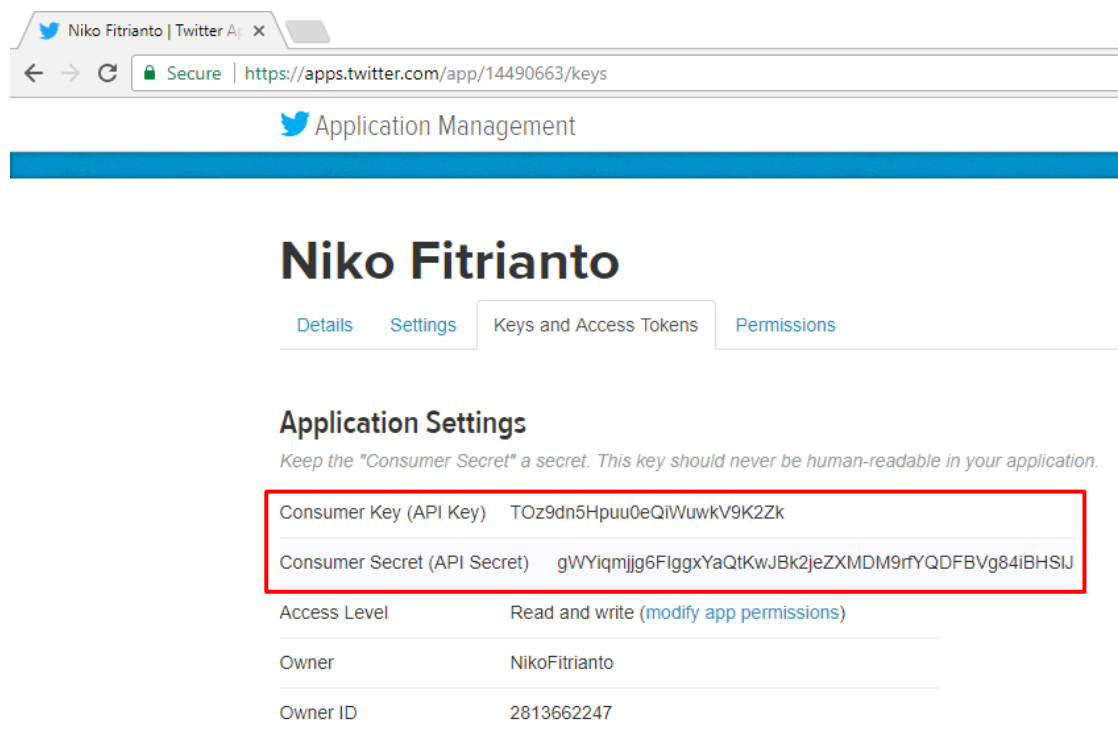 Niko Fitrianto | Twitter Ap
Secure | https://apps.twitter.com/app/14490663/keys
Application Management
Niko Fitrianto
Details Settings Keys and Access Tokens Permissions
Application Settings
Keep the "Consumer Secret" a secret. This key should never be human-readable in your application.
Consumer Key (API Key) TOz9dn5Hpuu0eQiWuwkV9K2Zk
Consumer Secret (API Secret)
Access Level Read and write (modify app permissions)
Owner NikoFitrianto
Owner ID 2813662247